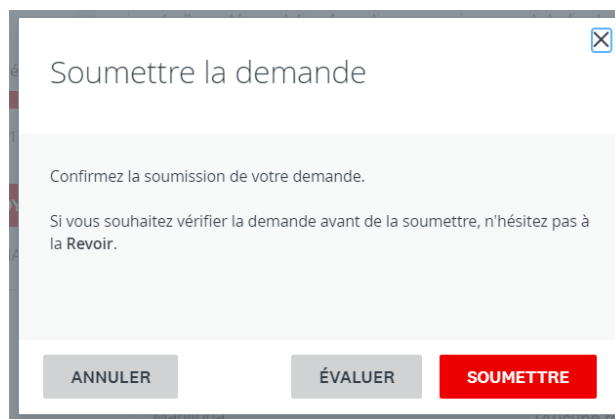 Soumettre la demande
Confirmez la soumission de votre demande.
Si vous souhaitez vérifier la demande avant de la soumettre, n'hésitez pas à
la Revoir.
ANNULER
ÉVALUER
SOUMETTRE